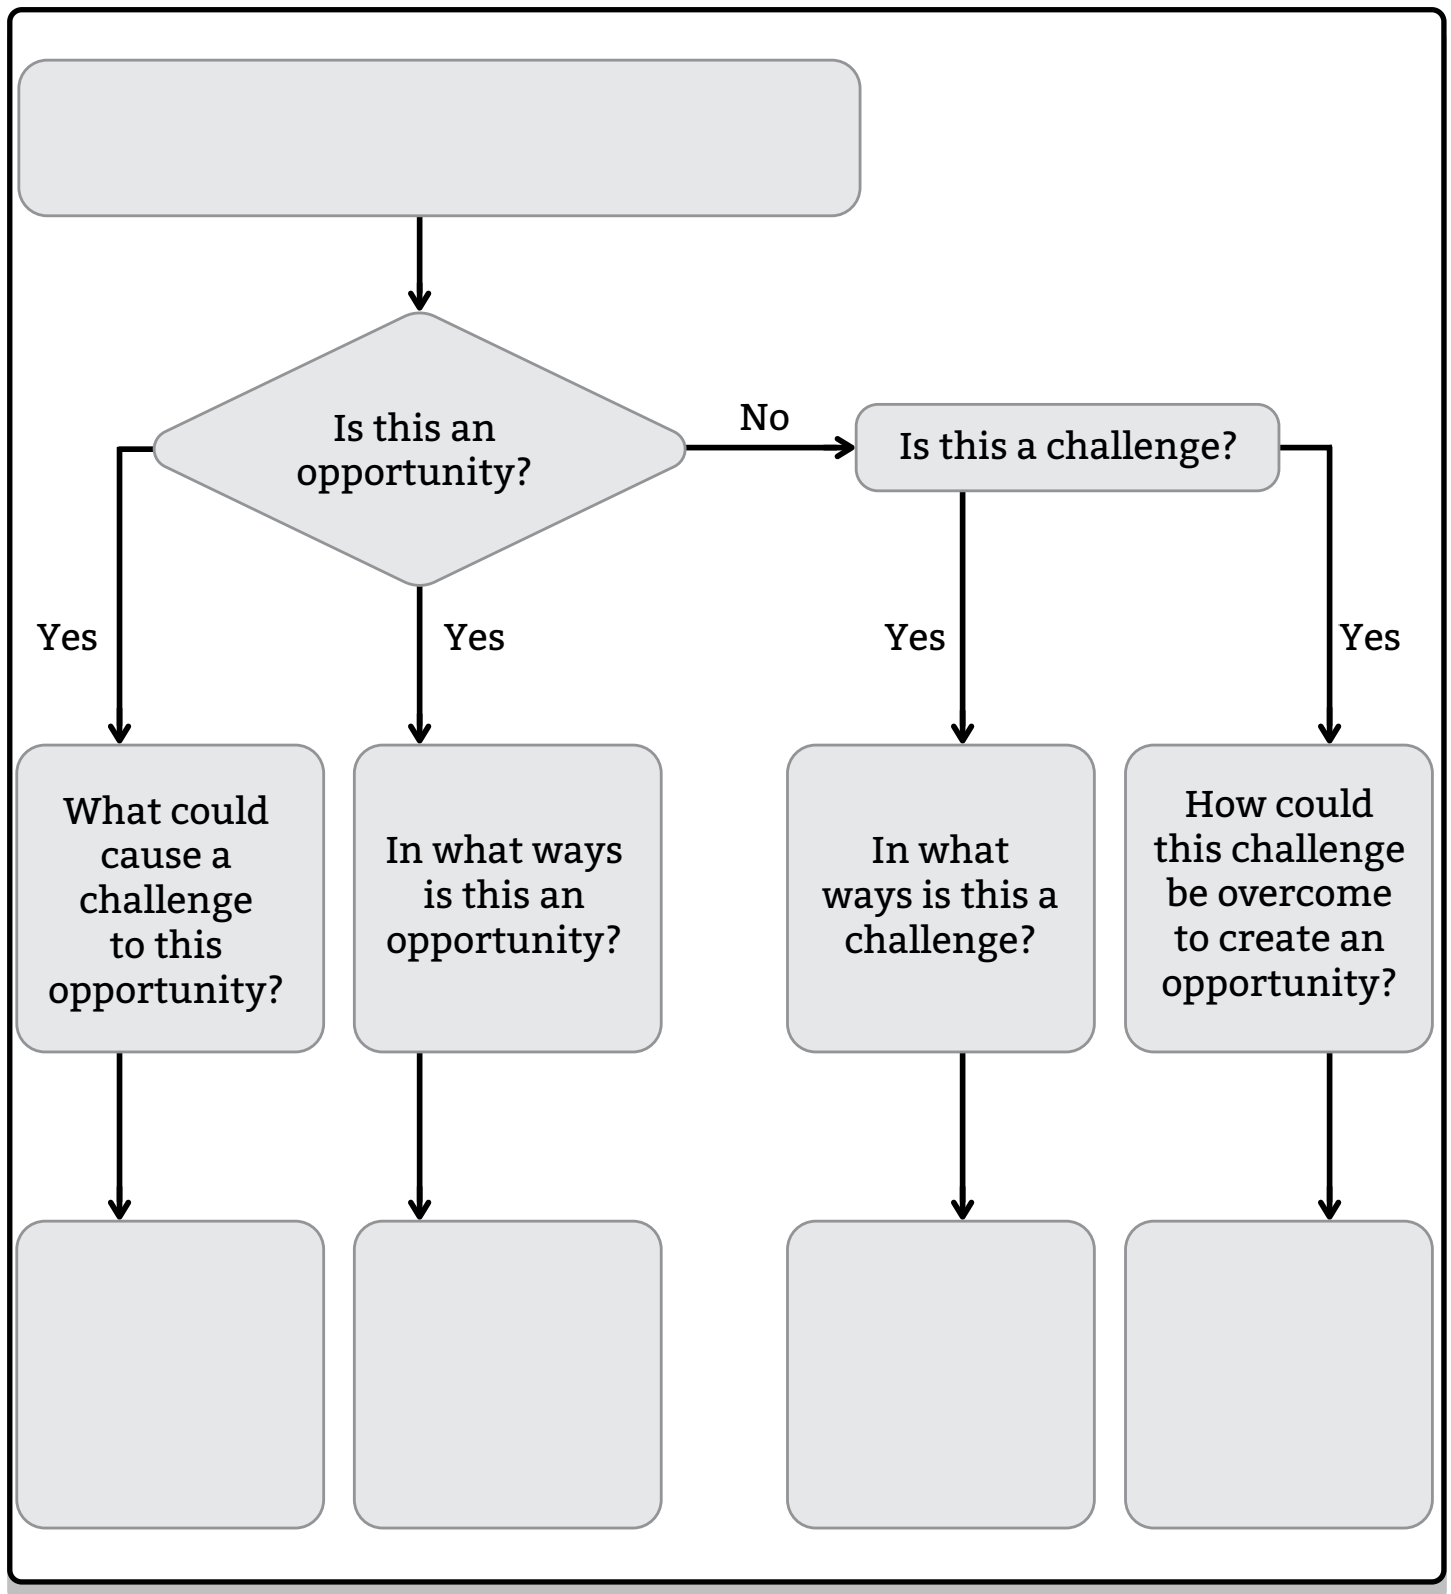 Is this an
opportunity?
No
Is this a challenge?
Yes
Yes
Yes
Yes
What could
cause a
challenge
to this
opportunity?
In what ways
is this an
opportunity?
In what
ways is this a
challenge?
How could
this challenge
be overcome
to create an
opportunity?